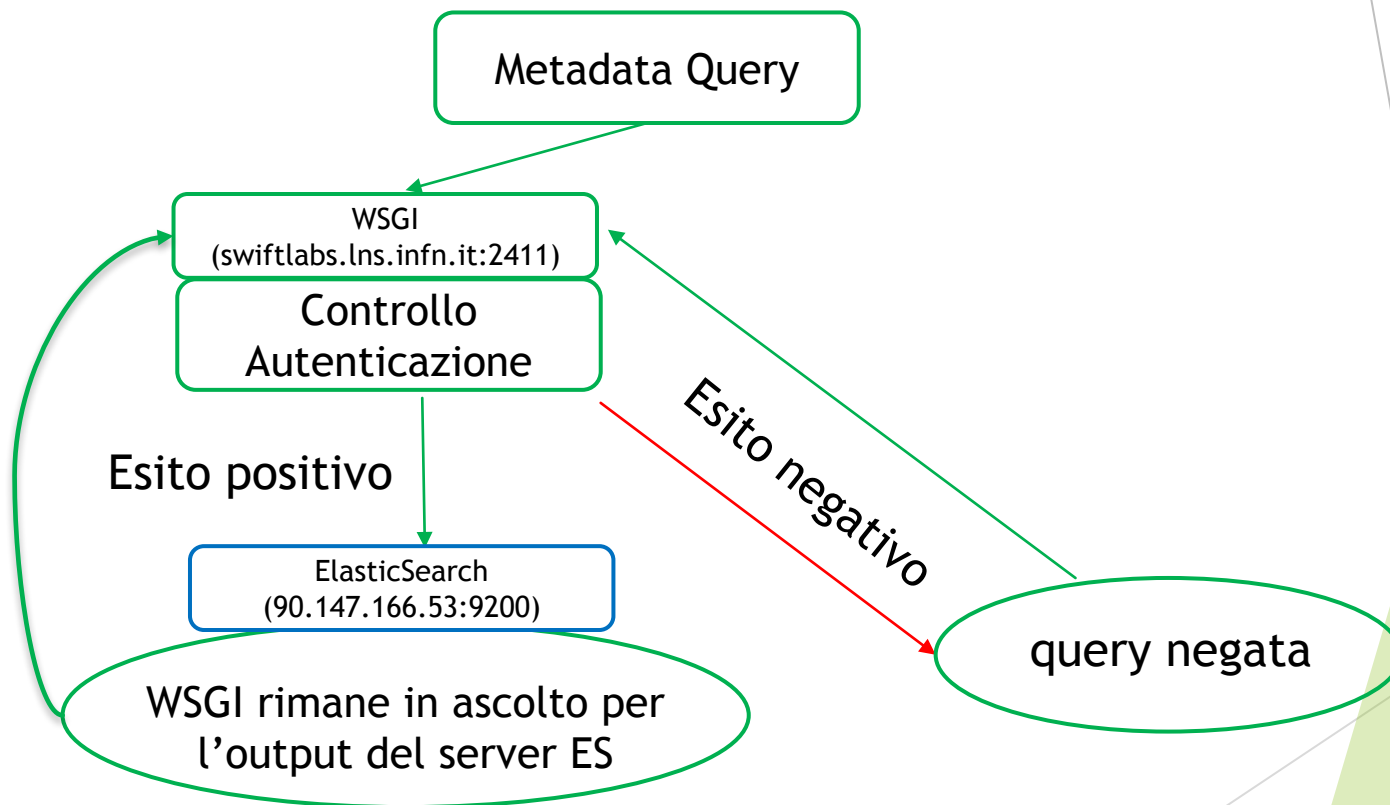 Metadata Query
WSGI
(swiftlabs.lns.infn.it:2411)
Controllo
Autenticazione
Esito positivo
Esito negativo
ElasticSearch
(90.147.166.53:9200)
WSGI rimane in ascolto per
l’output del server ES
query negata